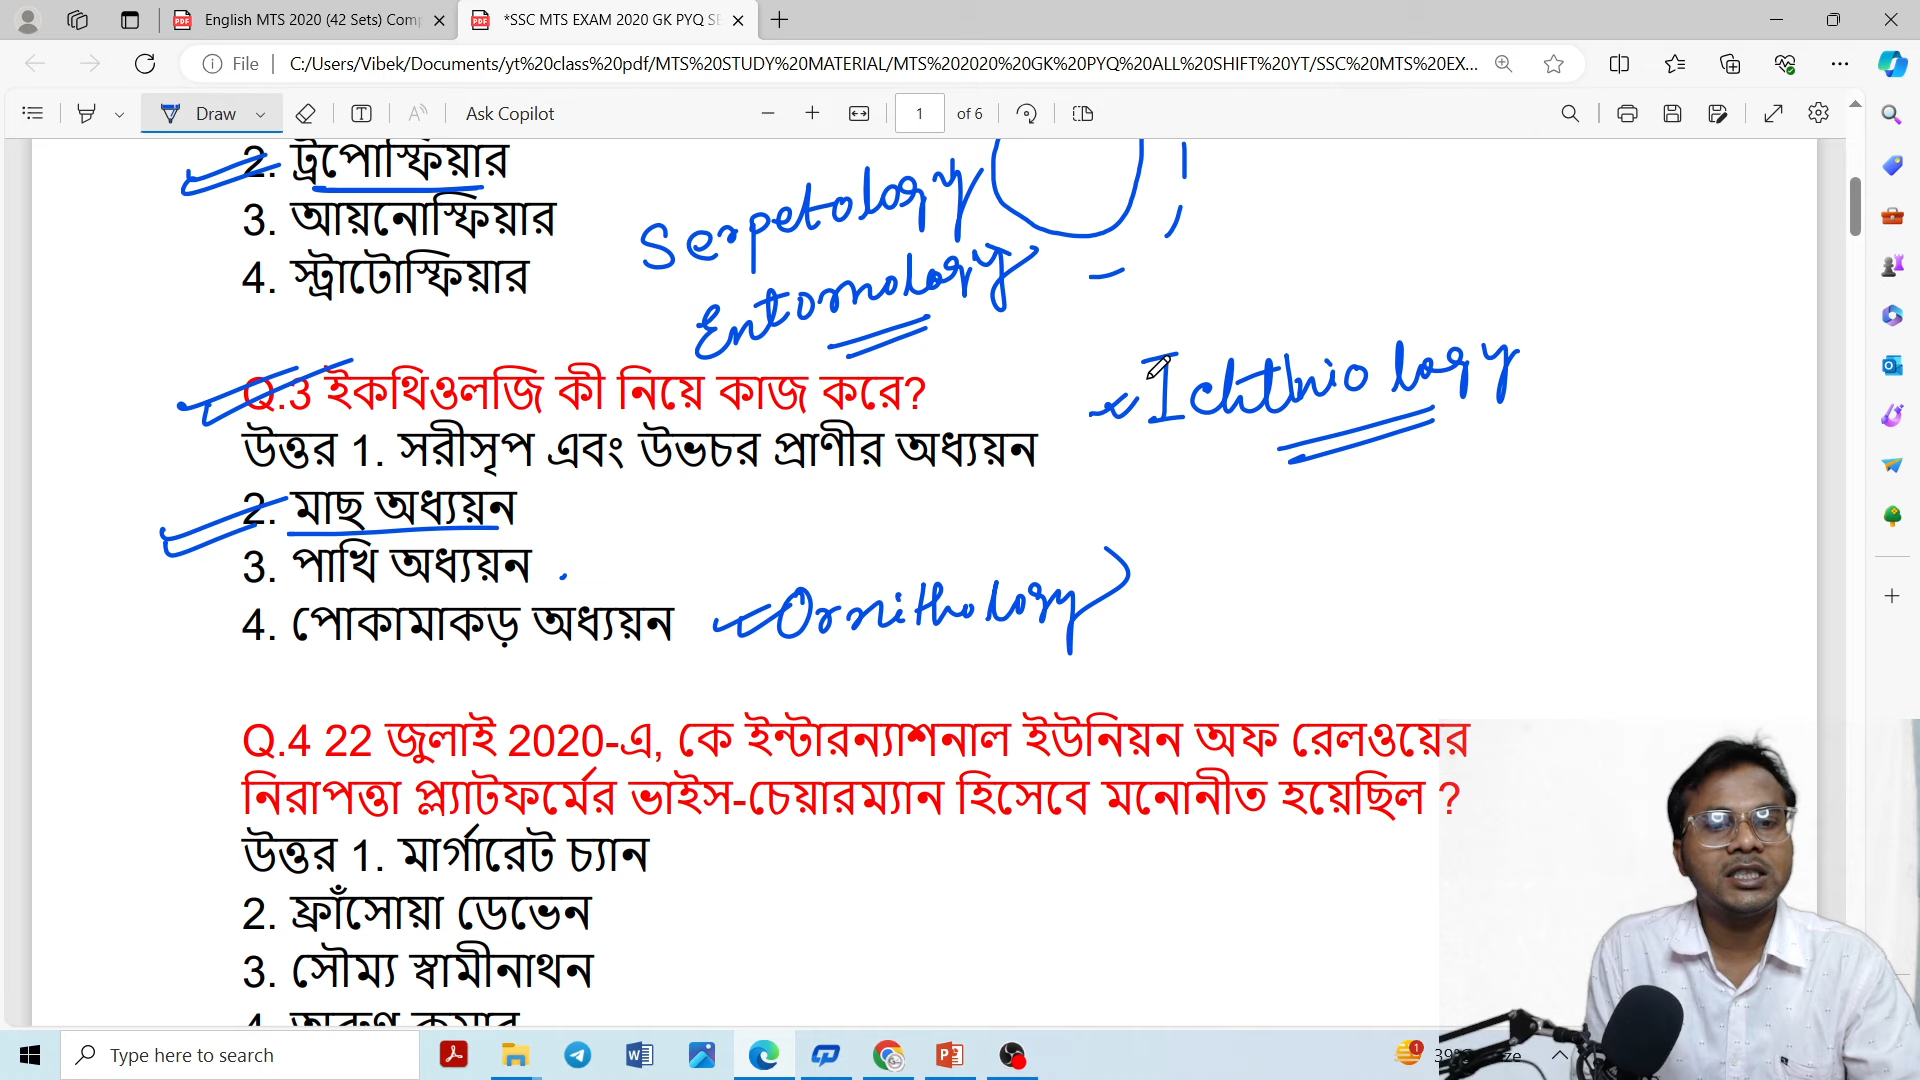 English MTS 2020 (42 Sets) Com
*SSC MTS EXAM 2020 GK PYQ SE
File
C:/Users/Vibek/Documents/yt%20class%20pdf/MTS%20STUDY%20MATERIAL/MTS%202020%20GK%20PYQ%20ALL%20SHIFT%20YT/SSC%20MTS%20EX...
Draw
Ask Copilot
1 of 6
2. ট্রপোস্ফিয়ার
3. আয়নোস্ফিয়ার
4. স্ট্রাটোস্ফিয়ার
Serpetology
Entomology
Q.3 ইকথিওলজি কী নিয়ে কাজ করে?
Ichthiology
উত্তর 1. সরীসৃপ এবং উভচর প্রাণীর অধ্যয়ন
2. মাছ অধ্যয়ন
3. পাখি অধ্যয়ন
4. পোকামাকড় অধ্যয়ন
Ornithology
Q.4 22 জুলাই 2020-এ, কে ইন্টারন্যাশনাল ইউনিয়ন অফ রেলওয়ের
নিরাপত্তা প্ল্যাটফর্মের ভাইস-চেয়ারম্যান হিসেবে মনোনীত হয়েছিল ?
উত্তর 1. মার্গারেট চ্যান
2. ফ্রাঁসোয়া ডেভেন
3. সৌম্য স্বামীনাথন
4. অরুণ কুমার
Type here to search